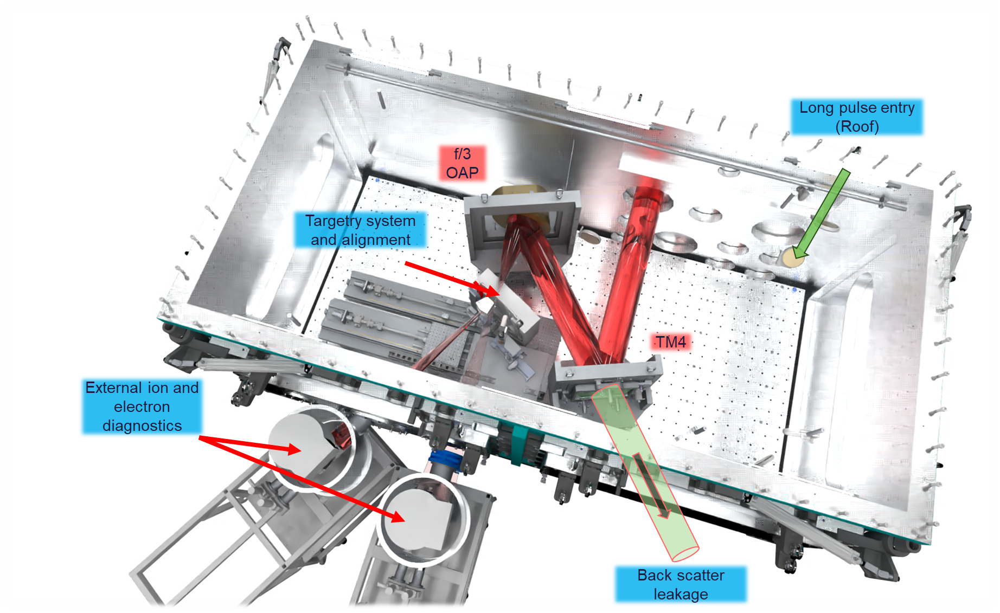 Long pulse entry
(Roof)
f/3
OAP
Targetry system
and alignment
TM4
External ion and
electron
diagnostics
Back scatter
leakage